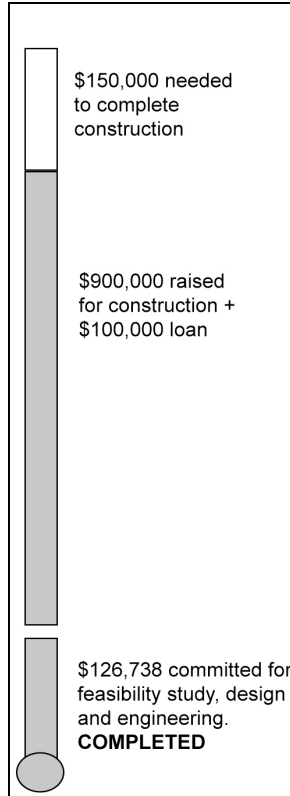 $150,000 needed
to complete
construction
$900,000 raised
for construction +
$100,000 loan
$126,738 committed for
feasibility study, design
and engineering.
COMPLETED